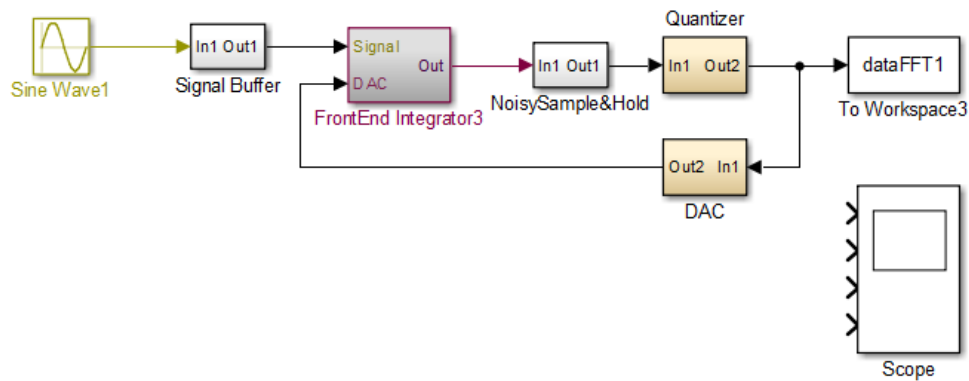 Sine Wave1
In1 Out1
Signal Buffer
Signal
DAC
Out
FrontEnd Integrator3
In1 Out1
NoisySample&Hold
Quantizer
In1 Out2
dataFFT1
To Workspace3
Out2 In1
DAC
Scope